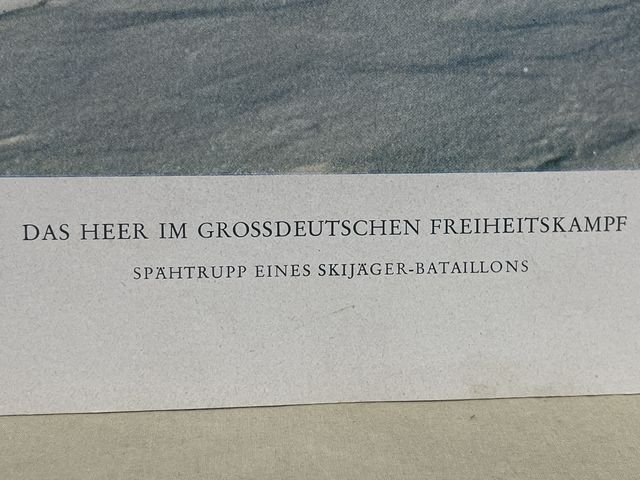 DAS HEER IM GROSSDEUTSCHEN FREIHEITSKAMPF
SPÄHTRUPP EINES SKIJÄGER-BATAILLONS